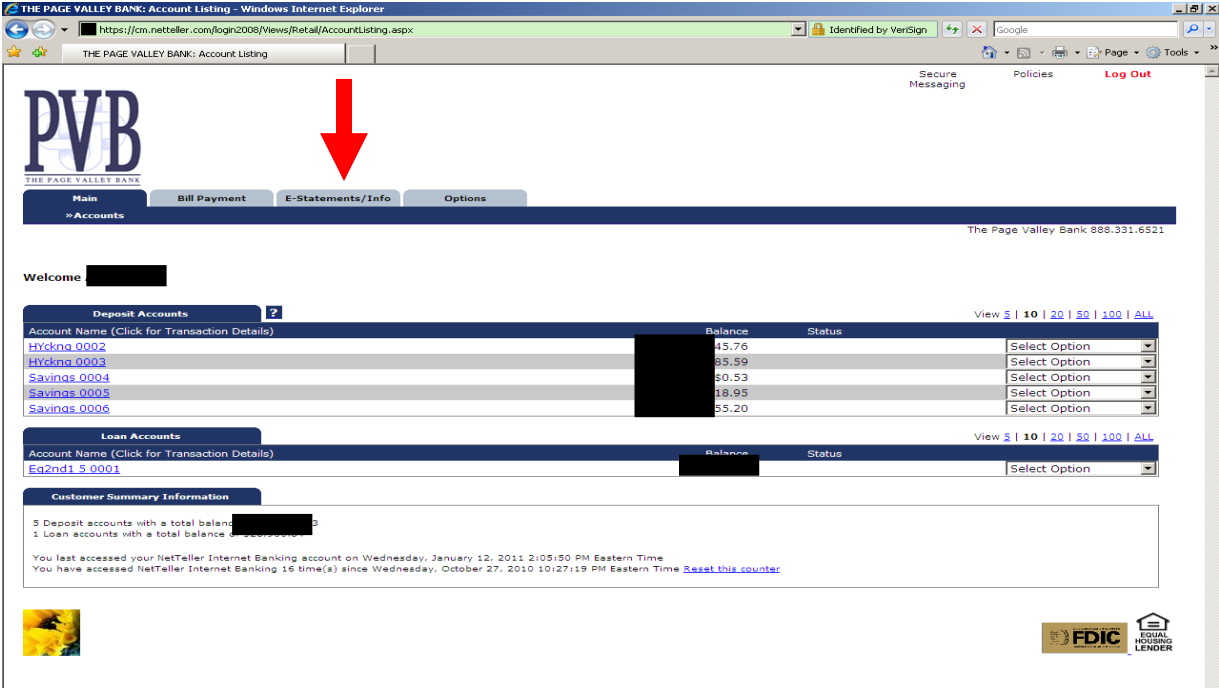 THE PAGE VALLEY BANK: Account Listing - Windows Internet Explorer
https://cm.netteller.com/login2008/Views/Retail/AccountListing.aspx
Identified by VeriSign
Google
THE PAGE VALLEY BANK: Account Listing
Page
Tools
Secure Messaging Policies Log Out
PVB
THE PAGE VALLEY BANK
Main Bill Payment E-Statements/Info Options
»Accounts
The Page Valley Bank 888.331.6521
Welcome
Deposit Accounts ? View 5 | 10 | 20 | 50 | 100 | ALL
Account Name (Click for Transaction Details) Balance Status
HYckng 0002 45.76 Select Option
HYckng 0003 85.59 Select Option
Savings 0004 $0.53 Select Option
Savings 0005 18.95 Select Option
Savings 0006 55.20 Select Option
Loan Accounts View 5 | 10 | 20 | 50 | 100 | ALL
Account Name (Click for Transaction Details) Balance Status
Eq2nd1 5 0001 Select Option
Customer Summary Information
5 Deposit accounts with a total 3
1 Loan accounts with a total balance
You last accessed your NetTeller Internet Banking account on Wednesday, January 12, 2011 2:05:50 PM Eastern Time
You have accessed NetTeller Internet Banking 16 time(s) since Wednesday, October 27, 2010 10:27:19 PM Eastern Time Reset this counter
FDIC
EQUAL HOUSING
LENDER